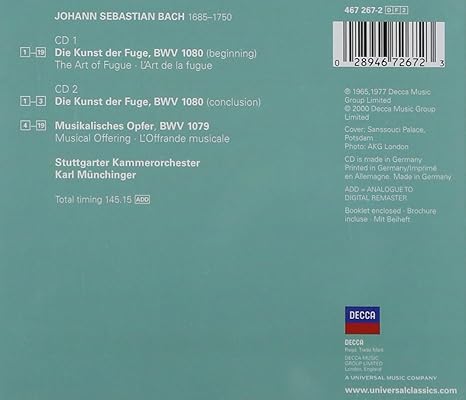 JOHANN SEBASTIAN BACH 1685–1750
CD 1
1–19 Die Kunst der Fuge, BWV 1080 (beginning)
The Art of Fugue · L'Art de la fugue
CD 2
1–3 Die Kunst der Fuge, BWV 1080 (conclusion)
4–19 Musikalisches Opfer, BWV 1079
Musical Offering · L'Offrande musicale
Stuttgarter Kammerorchester
Karl Münchinger
Total timing 145.15 ADD
467 267-2 DF2
0 28946 72672 3
℗ 1965, 1977 Decca Music
Group Limited
© 2000 Decca Music Group
Limited
Cover: Sanssouci Palace,
Potsdam
Photo: AKG London
CD is made in Germany
Printed in Germany/Imprimé
en Allemagne. Made in Germany
ADD = ANALOGUE TO
DIGITAL REMASTER
Booklet enclosed · Brochure
incluse · Mit Beiheft
DECCA
DECCA
Regd. Trade Mark
DECCA MUSIC
GROUP LIMITED
London, England
A UNIVERSAL MUSIC COMPANY
www.universalclassics.com